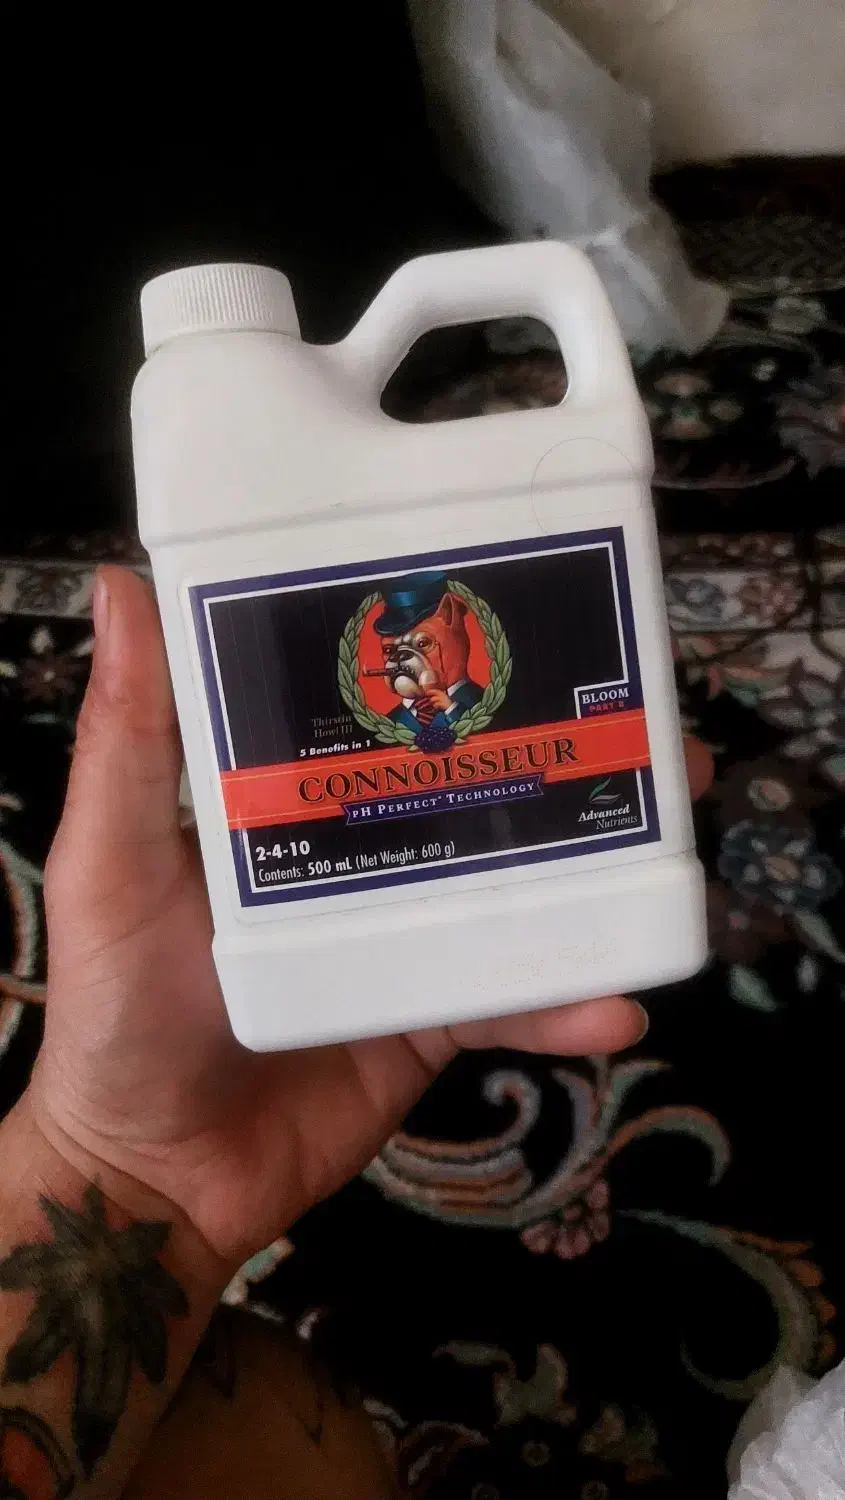 Thirstin
Howl III
5 Benefits in 1
BLOOM
PART B
CONNOISSEUR
pH PERFECT® TECHNOLOGY
Advanced
Nutrients
2-4-10
Contents: 500 mL (Net Weight: 600 g)